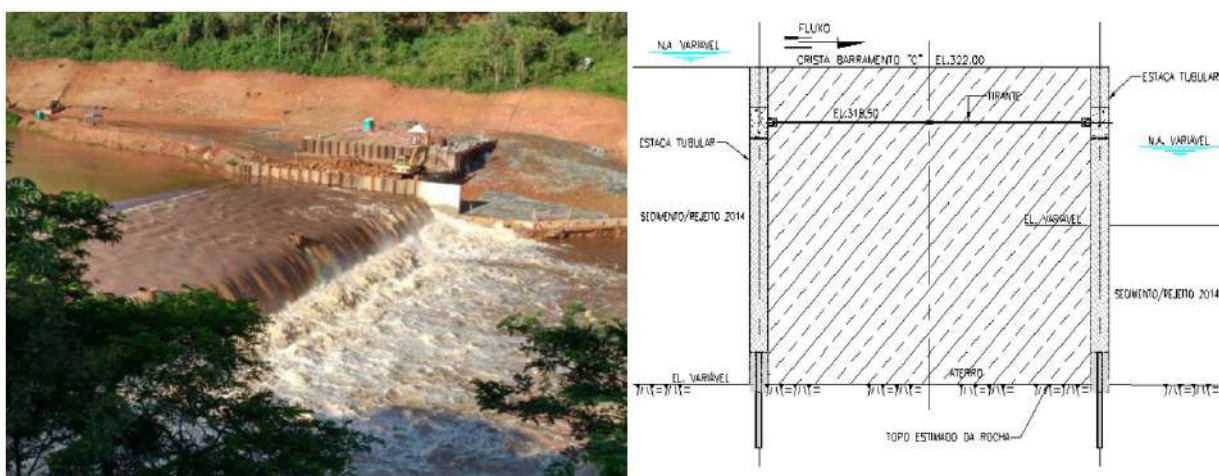 FLUXO
N.A. VARIÁVEL
CRISTA BARRAMENTO "C" EL.322.00
ESTACA TUBULAR
TIRANTE
EL.318.50
ESTACA TUBULAR
N.A. VARIÁVEL
SEDIMENTO/REJEITO 2014
EL. VARIÁVEL
SEDIMENTO/REJEITO 2014
EL. VARIÁVEL
ATERRO
TOPO ESTIMADO DA ROCHA